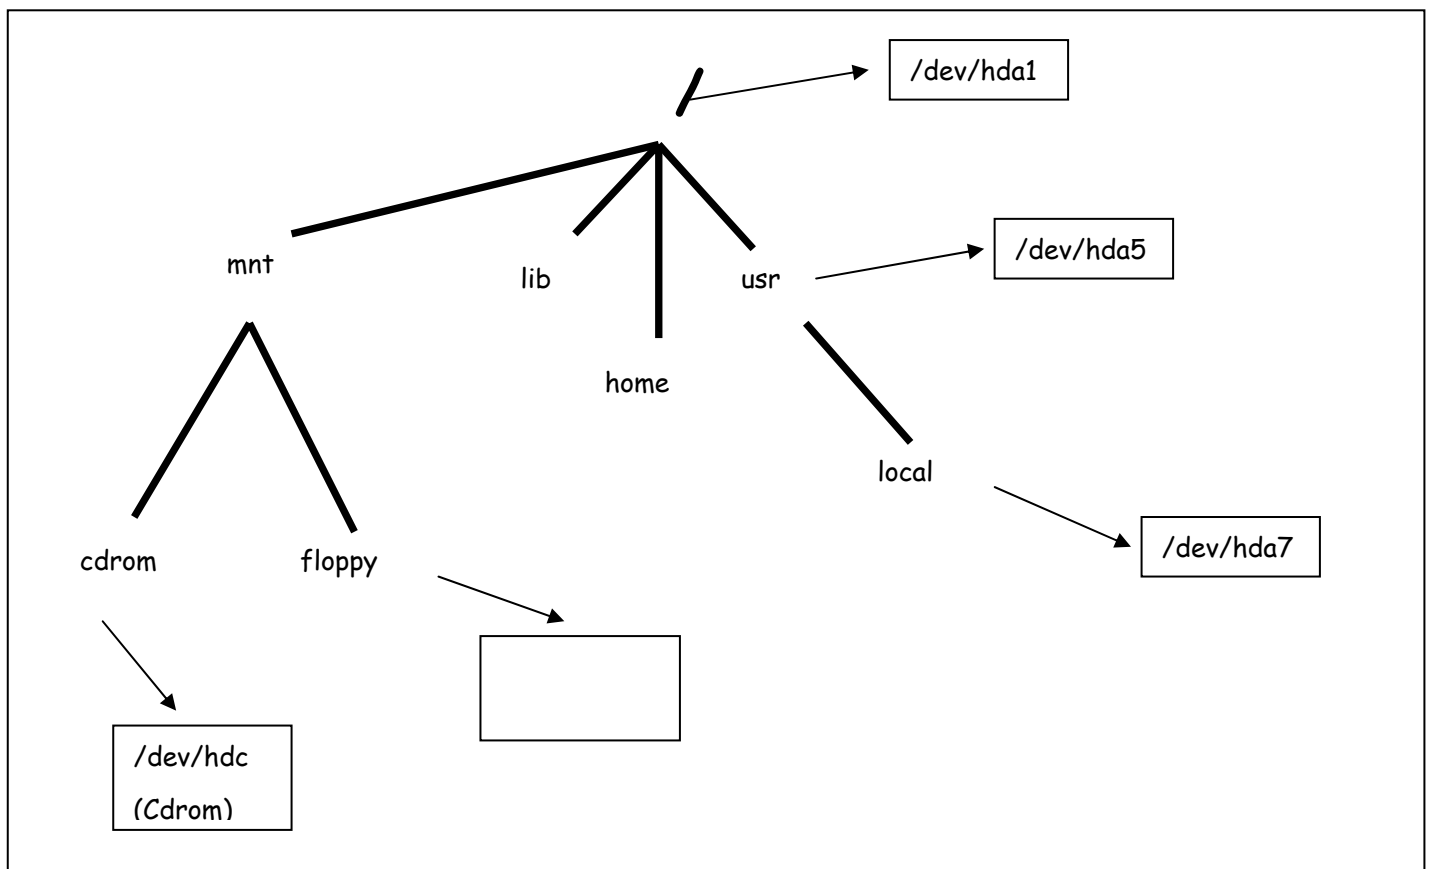 /
/dev/hda1
mnt
lib
usr
/dev/hda5
home
local
/dev/hda7
cdrom
floppy
/dev/hdc
(Cdrom)